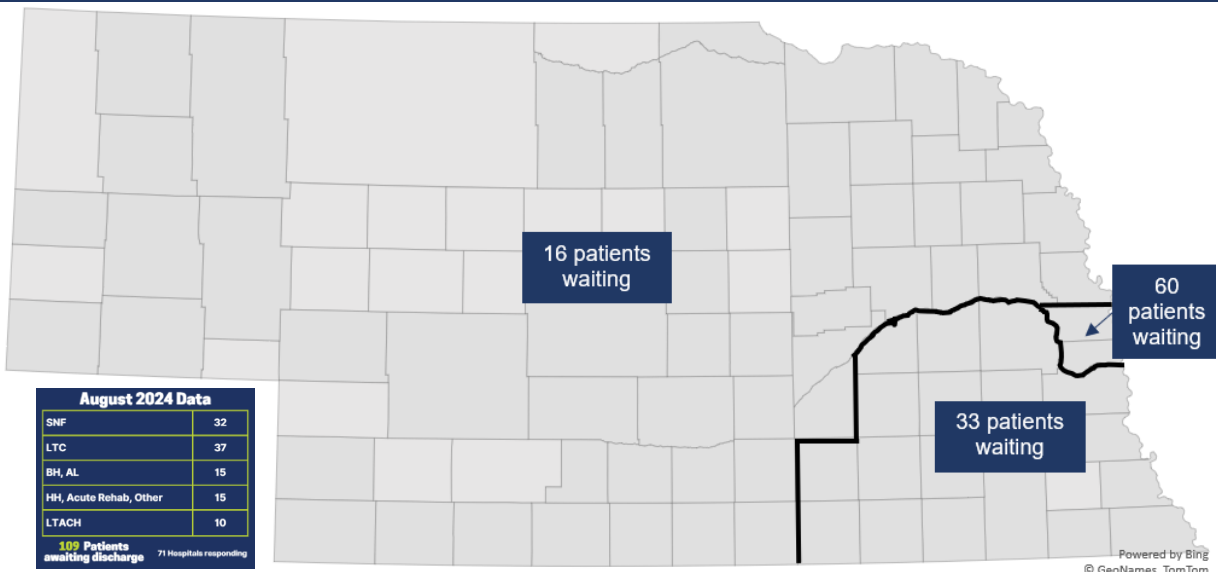 16 patients
waiting
60
patients
waiting
33 patients
waiting
August 2024 Data
SNF 32
LTC 37
BH, AL 15
HH, Acute Rehab, Other 15
LTACH 10
109 Patients
awaiting discharge
71 Hospitals responding
Powered by Bing
© GeoNames, TomTom